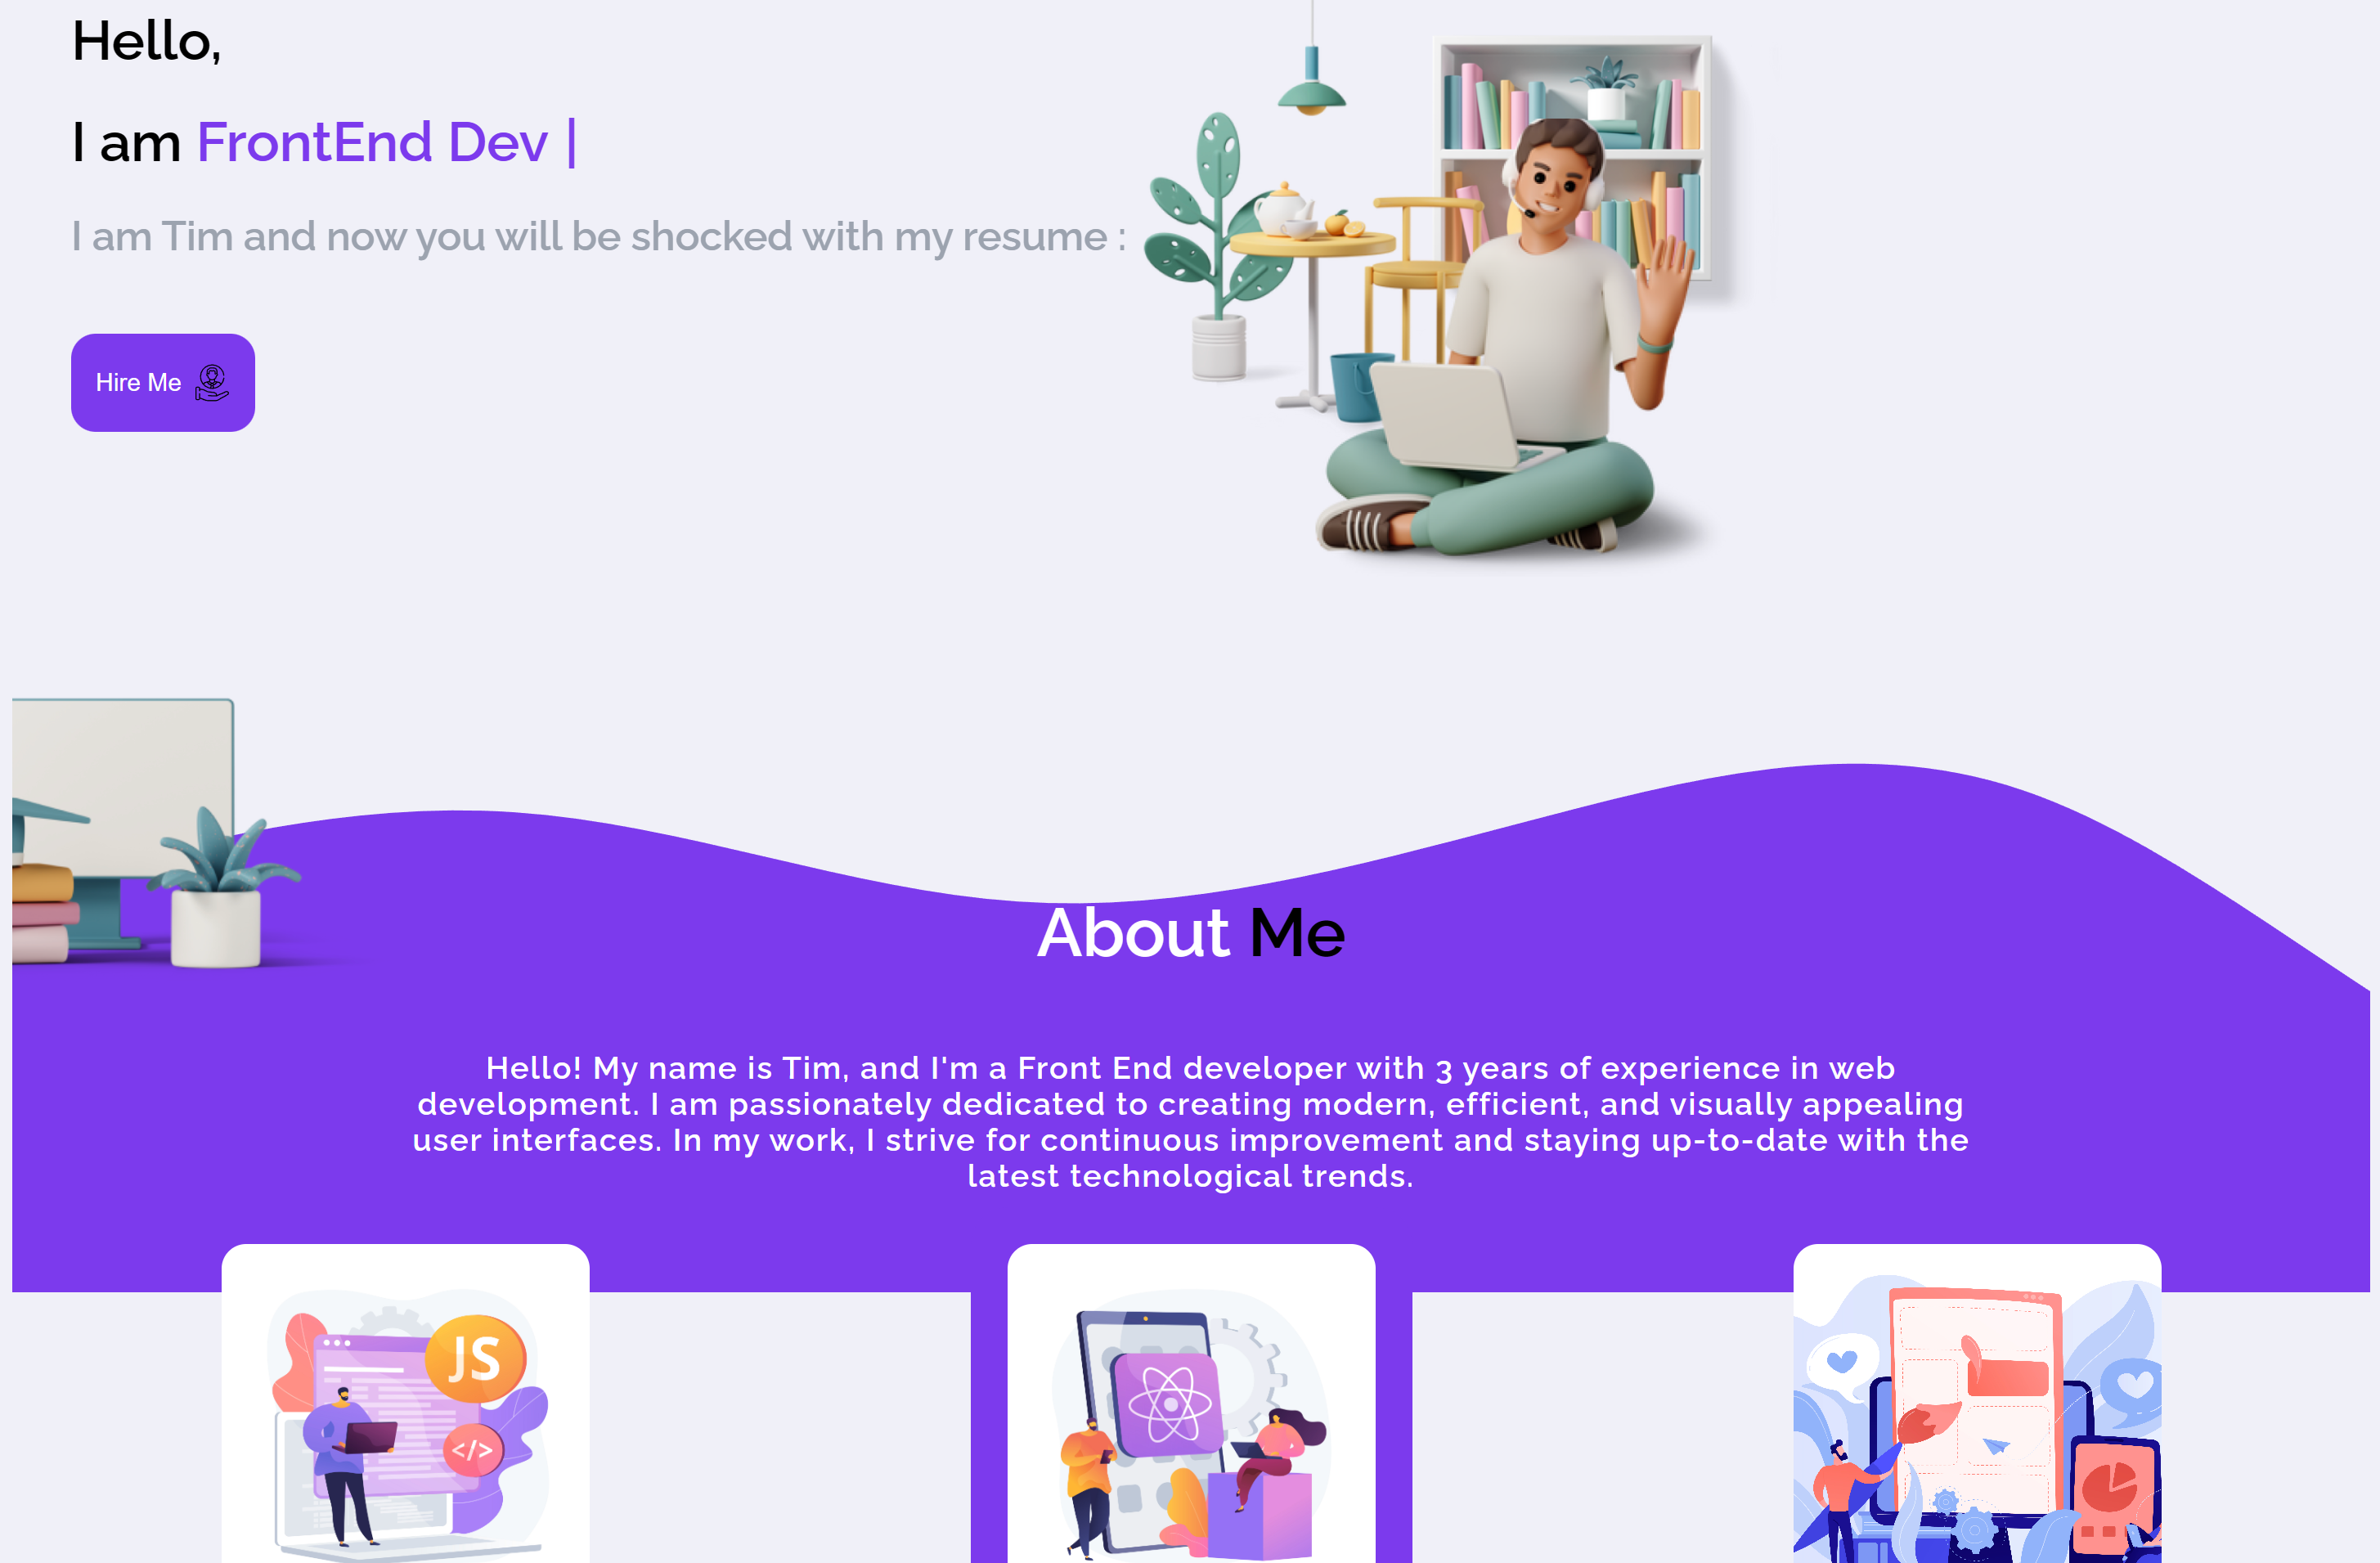 Hello,
I am FrontEnd Dev |
I am Tim and now you will be shocked with my resume :
Hire Me
About Me
Hello! My name is Tim, and I'm a Front End developer with 3 years of experience in web
development. I am passionately dedicated to creating modern, efficient, and visually appealing
user interfaces. In my work, I strive for continuous improvement and staying up-to-date with the
latest technological trends.
JS
</>